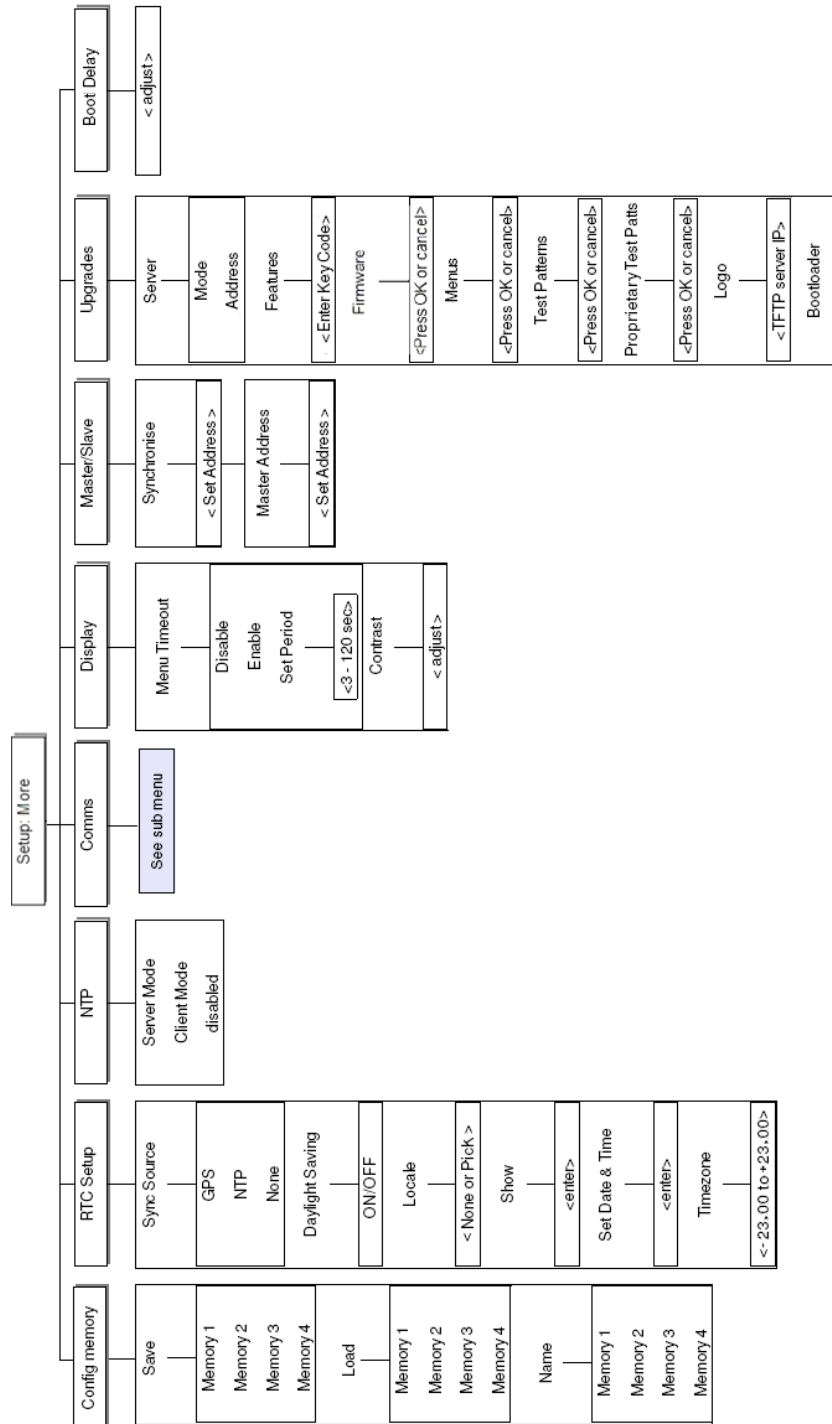 Setup: More
Config memory
Save
Memory 1
Memory 2
Memory 3
Memory 4
Load
Memory 1
Memory 2
Memory 3
Memory 4
Name
Memory 1
Memory 2
Memory 3
Memory 4
RTC Setup
Sync Source
GPS
NTP
None
Daylight Saving
ON/OFF
Locale
< None or Pick >
Show
<enter>
Set Date & Time
<enter>
Timezone
<- 23.00 to +23.00>
NTP
Server Mode
Client Mode
disabled
Comms
See sub menu
Display
Menu Timeout
Disable
Enable
Set Period
<3 - 120 sec>
Contrast
< adjust >
Master/Slave
Synchronise
< Set Address >
Master Address
< Set Address >
Upgrades
Server
Mode
Address
Features
< Enter Key Code>
Firmware
<Press OK or cancel>
Menus
<Press OK or cancel>
Test Patterns
<Press OK or cancel>
Proprietary Test Patts
<Press OK or cancel>
Logo
<TFTP server IP>
Bootloader
Boot Delay
< adjust >